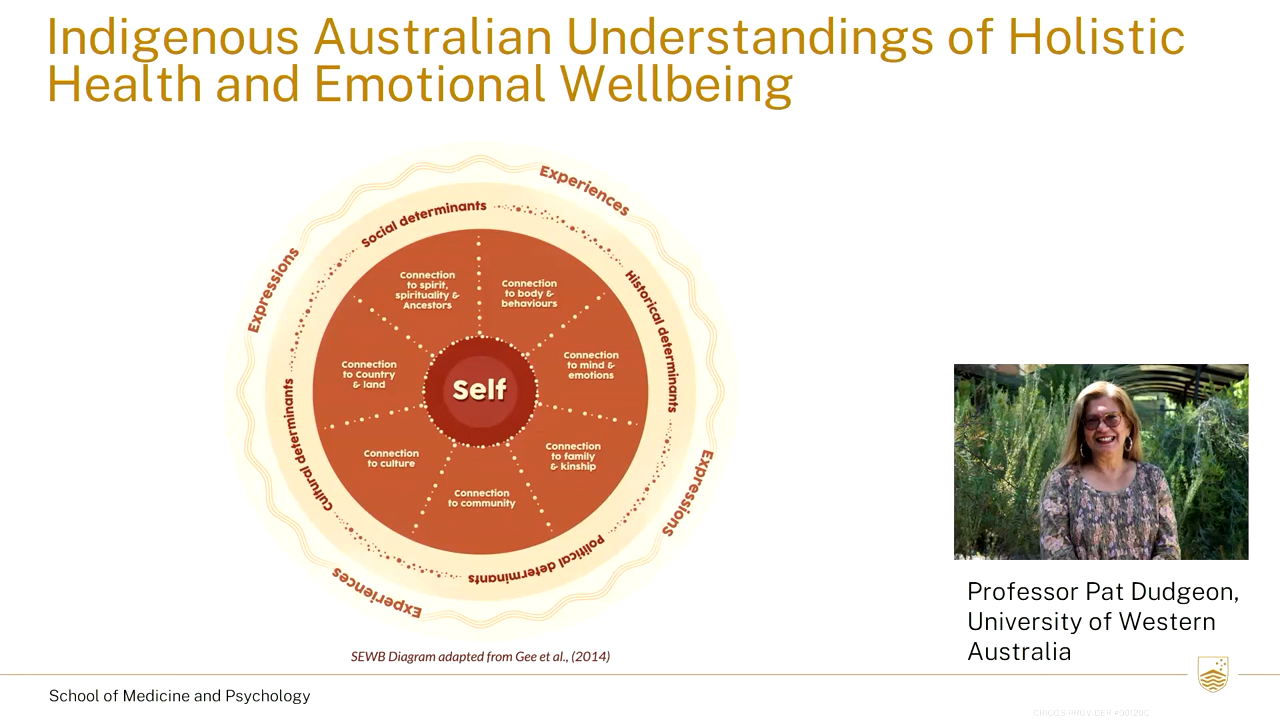 Indigenous Australian Understandings of Holistic
Health and Emotional Wellbeing
Experiences
Social determinants
Expressions
Historical determinants
Connection
to spirit,
spirituality &
Ancestors
Connection
to body &
behaviours
Connection
to Country
& land
Connection
to mind &
emotions
Self
Cultural determinants
Connection
to culture
Connection
to family
& kinship
Connection
to community
Expressions
Political determinants
Experiences
SEWB Diagram adapted from Gee et al., (2014)
Professor Pat Dudgeon,
University of Western
Australia
School of Medicine and Psychology
CRICOS PROVIDER #00120C